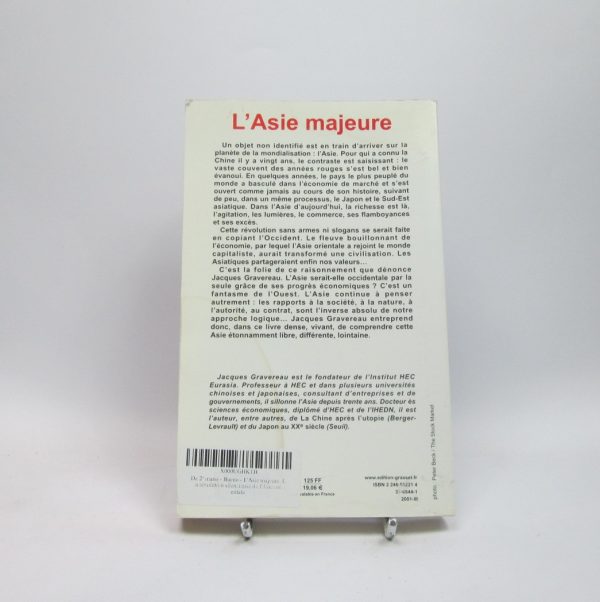 L'Asie majeure
Un objet non identifié est en train d'arriver sur la
planète de la mondialisation : l'Asie. Pour qui a connu la
Chine il y a vingt ans, le contraste est saisissant : le
vaste couvent des années rouges s'est bel et bien
évanoui. En quelques années, le pays le plus peuplé du
monde a basculé dans l'économie de marché et s'est
ouvert comme jamais au cours de son histoire, suivant
de peu, dans un même processus, le Japon et le Sud-Est
asiatique. Dans l'Asie d'aujourd'hui, la richesse est là,
l'agitation, les lumières, le commerce, ses flamboyances
et ses excès.
Cette révolution sans armes ni slogans se serait faite
en copiant l'Occident. Le fleuve bouillonnant de
l'économie, par lequel l'Asie orientale a rejoint le monde
capitaliste, aurait transformé une civilisation. Les
Asiatiques partageraient enfin nos valeurs...
C'est la folie de ce raisonnement que dénonce
Jacques Gravereau. L'Asie serait-elle occidentale par la
seule grâce de ses progrès économiques ? C'est un
fantasme de l'Ouest. L'Asie continue à penser
autrement : les rapports à la société, à la nature, à
l'autorité, au contrat, sont l'inverse absolu de notre
approche logique... Jacques Gravereau entreprend
donc, dans ce livre dense, vivant, de comprendre cette
Asie étonnamment libre, différente, lointaine.
Jacques Gravereau est le fondateur de l'Institut HEC
Eurasia. Professeur à HEC et dans plusieurs universités
chinoises et japonaises, consultant d'entreprises et de
gouvernements, il sillonne l'Asie depuis trente ans. Docteur ès
sciences économiques, diplômé d'HEC et de l'IHEDN, il est
l'auteur, entre autres, de La Chine après l'utopie (Berger-
Levrault) et du Japon au XXe siècle (Seuil).
photo : Peter Beck / The Stock Market
De 2° main - Bueno - L'Asie majeure
125 FF
19,06 €
www.edition-grasset.fr
ISBN 2 246 51221 4
2001-III